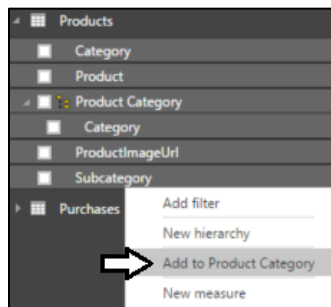 Products
Category
Product
Product Category
Category
ProductImageUrl
Subcategory
Purchases
Add filter
New hierarchy
Add to Product Category
New measure